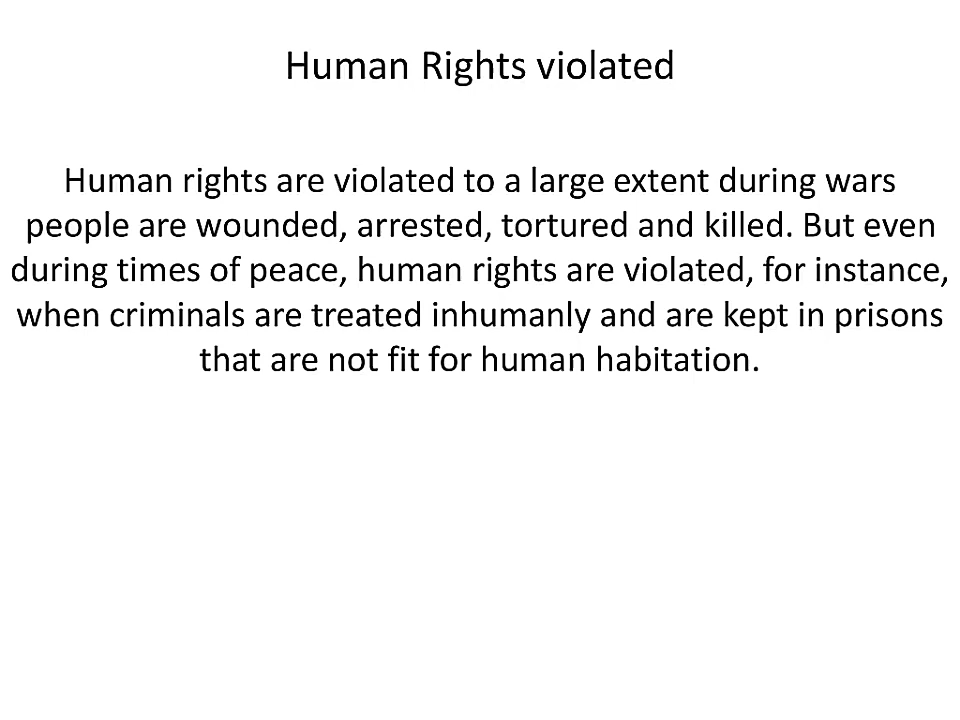 Human Rights violated
Human rights are violated to a large extent during wars
people are wounded, arrested, tortured and killed. But even
during times of peace, human rights are violated, for instance,
when criminals are treated inhumanly and are kept in prisons
that are not fit for human habitation.